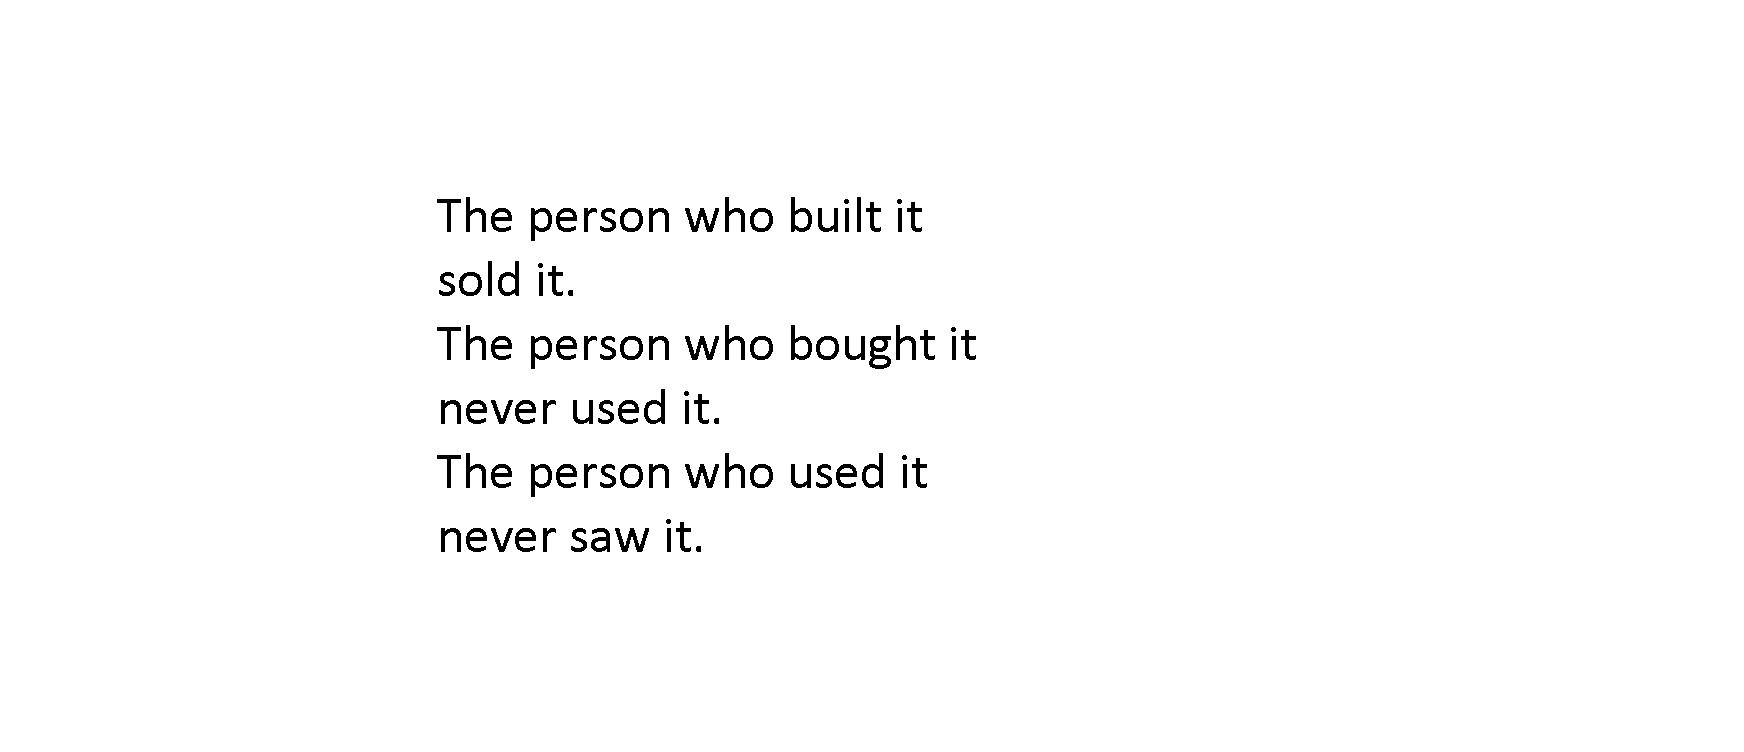 The person who built it
sold it.
The person who bought it
never used it.
The person who used it
never saw it.